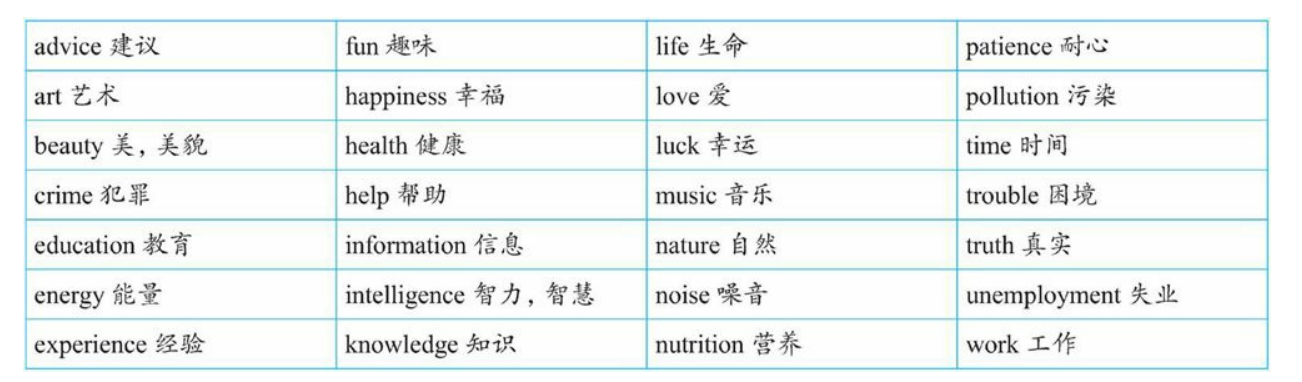 advice 建议 fun 趣味 life 生命 patience 耐心
art 艺术 happiness 幸福 love 爱 pollution 污染
beauty 美，美貌 health 健康 luck 幸运 time 时间
crime 犯罪 help 帮助 music 音乐 trouble 困境
education 教育 information 信息 nature 自然 truth 真实
energy 能量 intelligence 智力，智慧 noise 噪音 unemployment 失业
experience 经验 knowledge 知识 nutrition 营养 work 工作